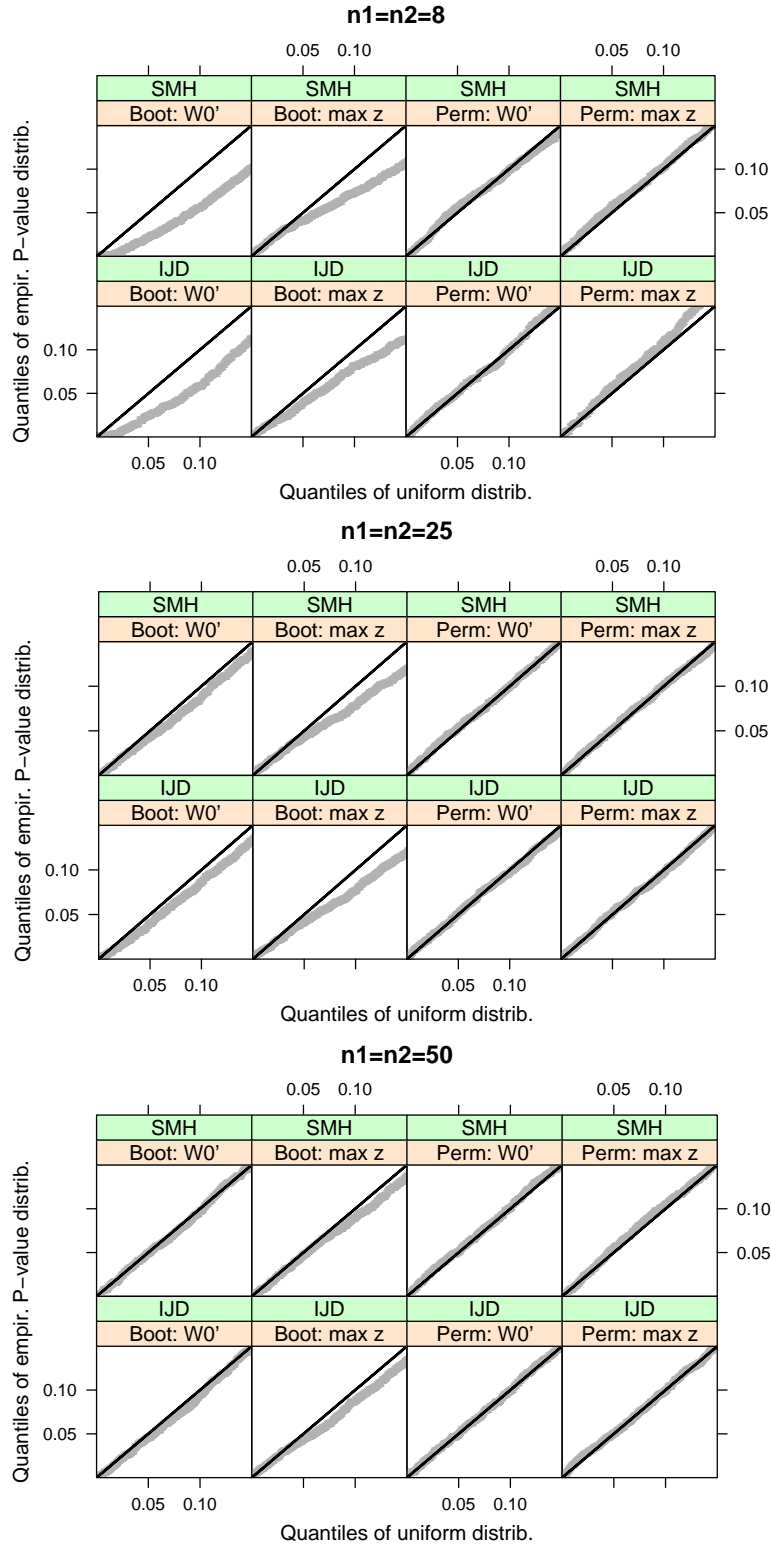 n1=n2=8
0.05 0.10 0.05 0.10
SMH SMH SMH SMH
Boot: W0’ Boot: max z Perm: W0’ Perm: max z
0.10
0.05
IJD IJD IJD IJD
Boot: W0’ Boot: max z Perm: W0’ Perm: max z
0.10
0.05
0.05 0.10 0.05 0.10
Quantiles of uniform distrib.
Quantiles of empir. P−value distrib.
n1=n2=25
0.05 0.10 0.05 0.10
SMH SMH SMH SMH
Boot: W0’ Boot: max z Perm: W0’ Perm: max z
0.10
0.05
IJD IJD IJD IJD
Boot: W0’ Boot: max z Perm: W0’ Perm: max z
0.10
0.05
0.05 0.10 0.05 0.10
Quantiles of uniform distrib.
Quantiles of empir. P−value distrib.
n1=n2=50
0.05 0.10 0.05 0.10
SMH SMH SMH SMH
Boot: W0’ Boot: max z Perm: W0’ Perm: max z
0.10
0.05
IJD IJD IJD IJD
Boot: W0’ Boot: max z Perm: W0’ Perm: max z
0.10
0.05
0.05 0.10 0.05 0.10
Quantiles of uniform distrib.
Quantiles of empir. P−value distrib.